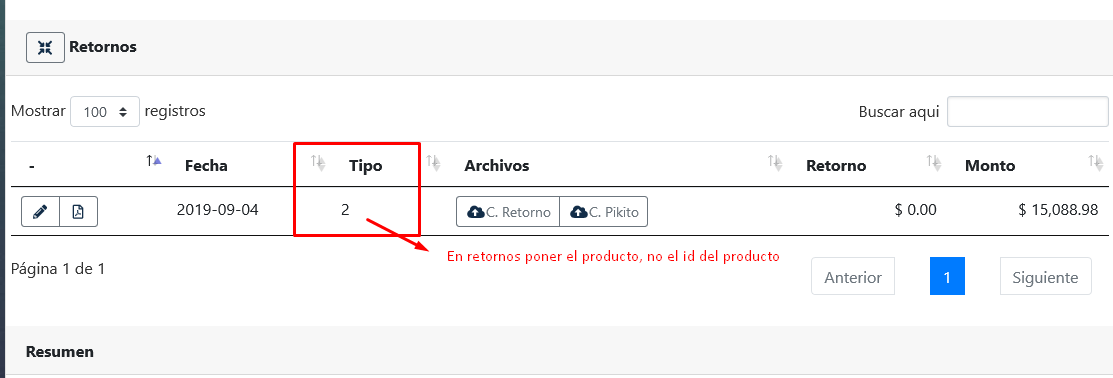 Retornos
Mostrar 100 registros Buscar aqui
- Fecha Tipo Archivos Retorno Monto
2019-09-04 2 C. Retorno C. Pikito $ 0.00 $ 15,088.98
En retornos poner el producto, no el id del producto
Página 1 de 1 Anterior 1 Siguiente
Resumen